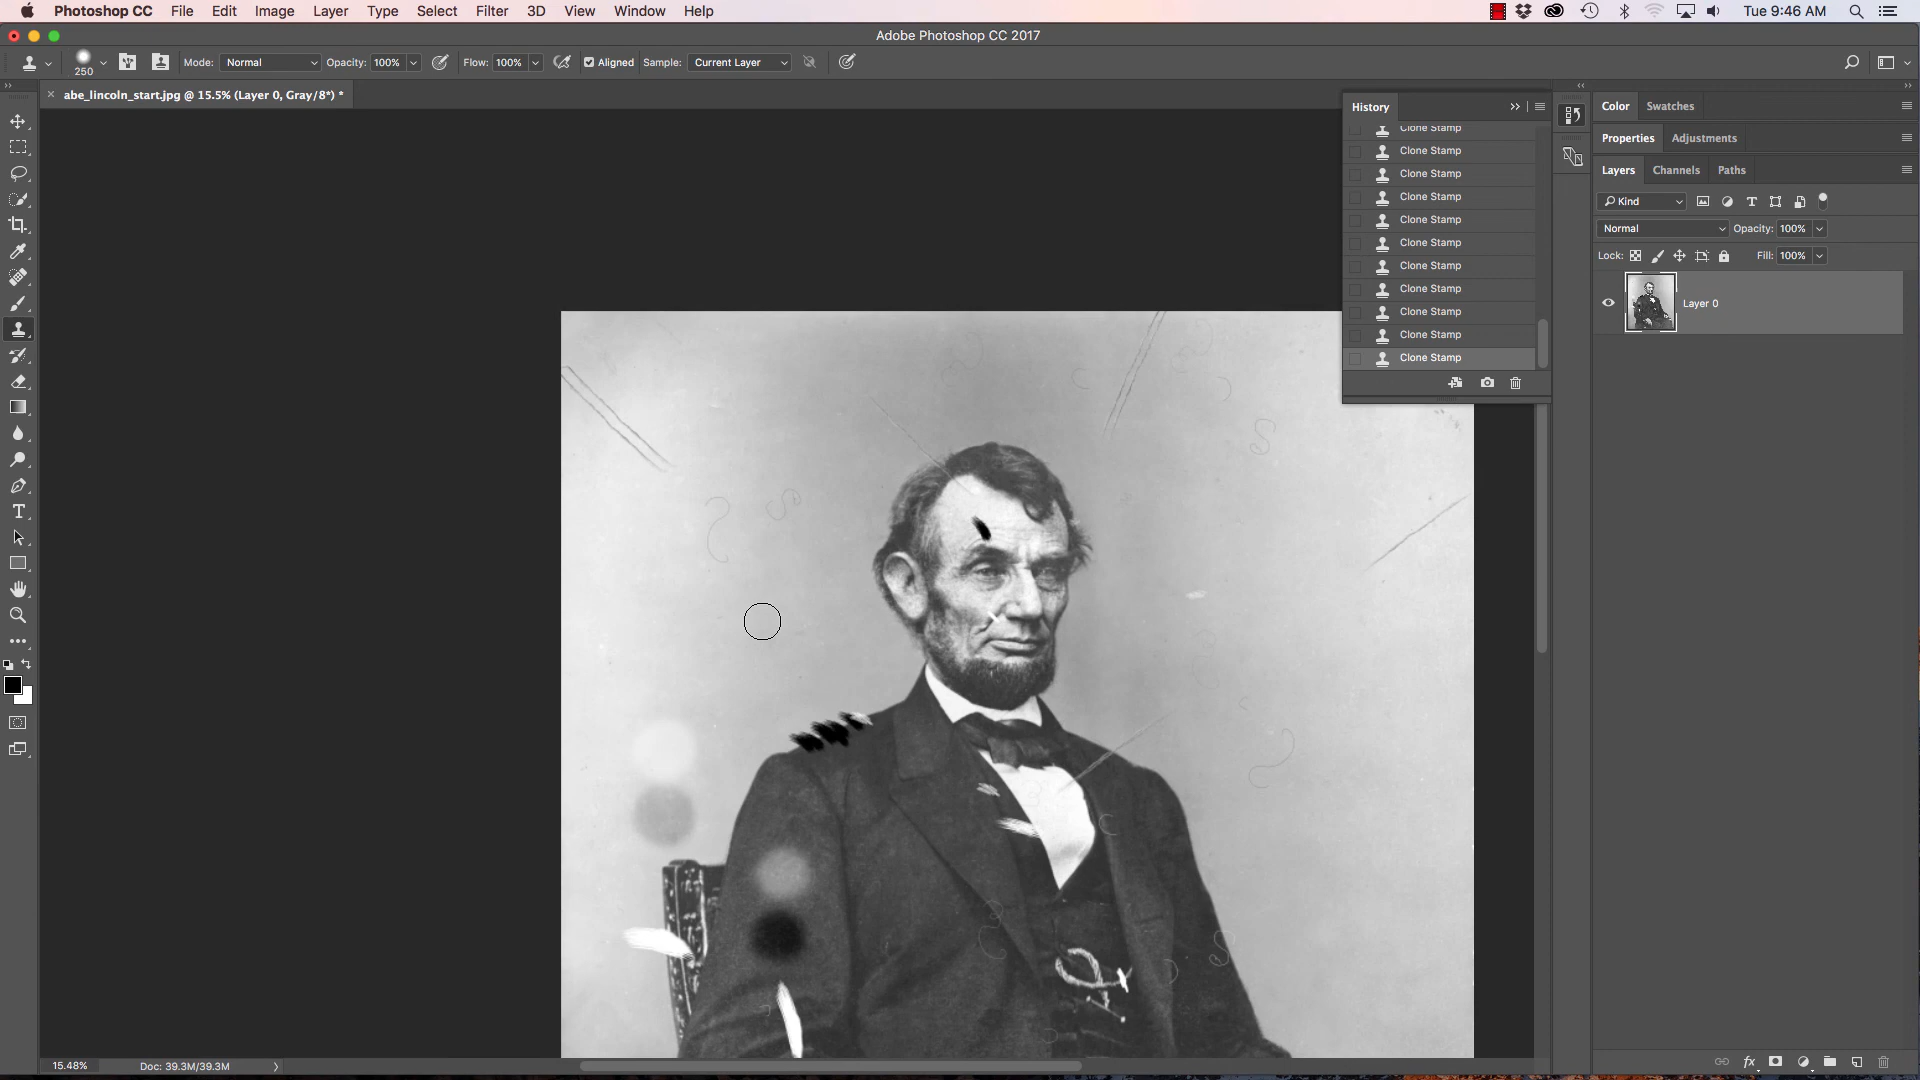 Photoshop CC File Edit Image Layer Type Select Filter 3D View Window Help Tue 9:46 AM
Adobe Photoshop CC 2017
250 Mode: Normal Opacity: 100% Flow: 100% Aligned Sample: Current Layer
abe_lincoln_start.jpg @ 15.5% (Layer 0, Gray/8*) *
History
Clone Stamp
Clone Stamp
Clone Stamp
Clone Stamp
Clone Stamp
Clone Stamp
Clone Stamp
Clone Stamp
Clone Stamp
Clone Stamp
Clone Stamp
Color Swatches
Properties Adjustments
Layers Channels Paths
Kind
Normal Opacity: 100%
Lock: Fill: 100%
Layer 0
15.48% Doc: 39.3M/39.3M